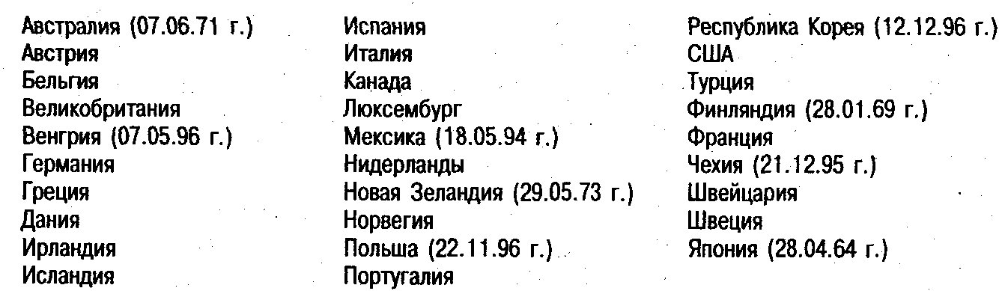 Австралия (07.06.71 г.)
Австрия
Бельгия
Великобритания
Венгрия (07.05.96 г.)
Германия
Греция
Дания
Ирландия
Исландия
Испания
Италия
Канада
Люксембург
Мексика (18.05.94 г.)
Нидерланды
Новая Зеландия (29.05.73 г.)
Норвегия
Польша (22.11.96 г.)
Португалия
Республика Корея (12.12.96 г.)
США
Турция
Финляндия (28.01.69 г.)
Франция
Чехия (21.12.95 г.)
Швейцария
Швеция
Япония (28.04.64 г.)